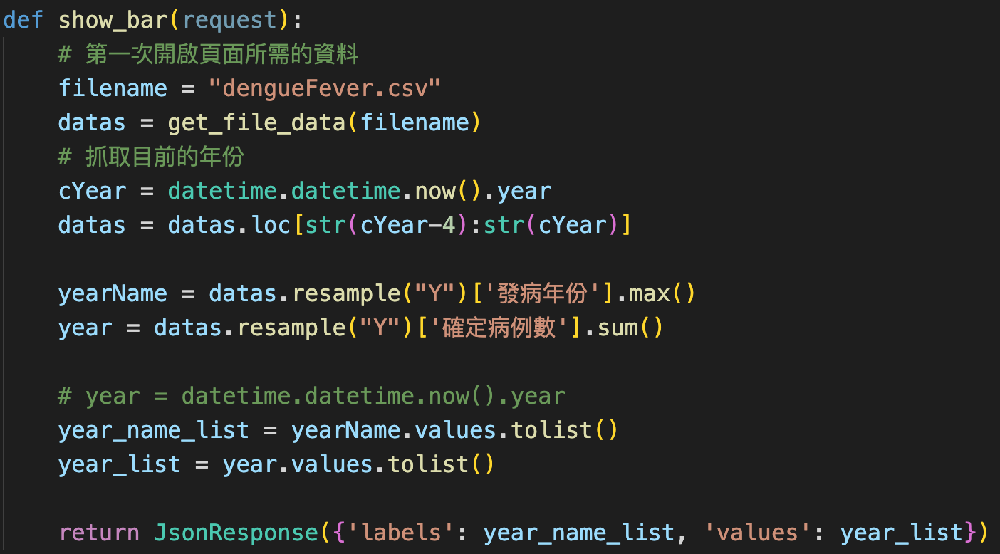 def show_bar(request):
    # 第一次開啟頁面所需的資料
    filename = "dengueFever.csv"
    datas = get_file_data(filename)
    # 抓取目前的年份
    cYear = datetime.datetime.now().year
    datas = datas.loc[str(cYear-4):str(cYear)]

    yearName = datas.resample("Y")['發病年份'].max()
    year = datas.resample("Y")['確定病例數'].sum()

    # year = datetime.datetime.now().year
    year_name_list = yearName.values.tolist()
    year_list = year.values.tolist()

    return JsonResponse({'labels': year_name_list, 'values': year_list})